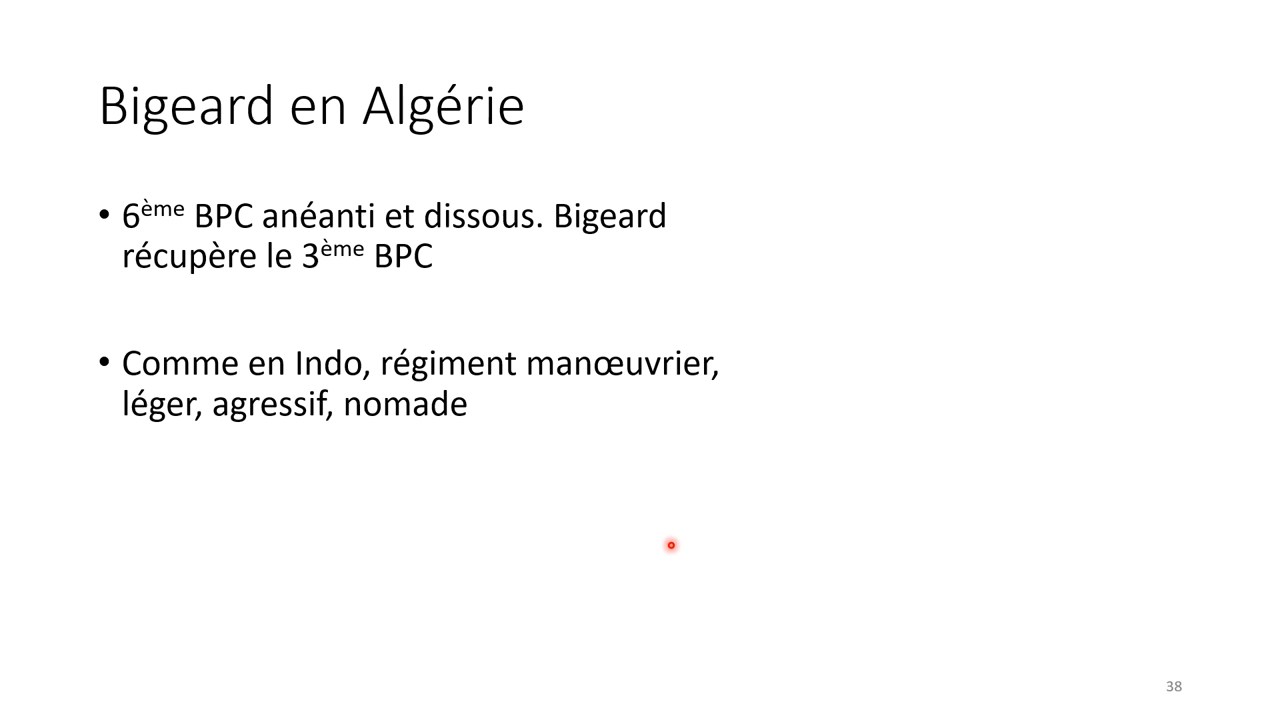 Bigeard en Algérie
• 6ème BPC anéanti et dissous. Bigeard
récupère le 3ème BPC
• Comme en Indo, régiment manœuvrier,
léger, agressif, nomade
38